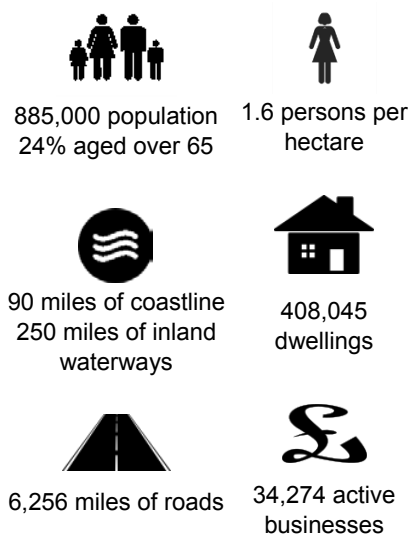 885,000 population
24% aged over 65
1.6 persons per
hectare
90 miles of coastline
250 miles of inland
waterways
408,045
dwellings
6,256 miles of roads
£
34,274 active
businesses